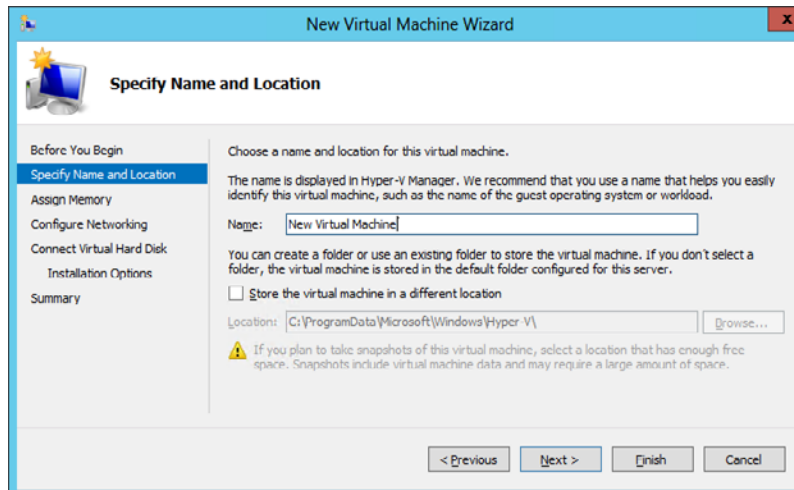 New Virtual Machine Wizard
x
Specify Name and Location
Before You Begin
Specify Name and Location
Assign Memory
Configure Networking
Connect Virtual Hard Disk
Installation Options
Summary
Choose a name and location for this virtual machine.
The name is displayed in Hyper-V Manager. We recommend that you use a name that helps you easily
identify this virtual machine, such as the name of the guest operating system or workload.
Name: New Virtual Machine
You can create a folder or use an existing folder to store the virtual machine. If you don't select a
folder, the virtual machine is stored in the default folder configured for this server.
Store the virtual machine in a different location
Location: C:\ProgramData\Microsoft\Windows\Hyper-V\ Browse...
If you plan to take snapshots of this virtual machine, select a location that has enough free
space. Snapshots include virtual machine data and may require a large amount of space.
< Previous Next > Finish Cancel